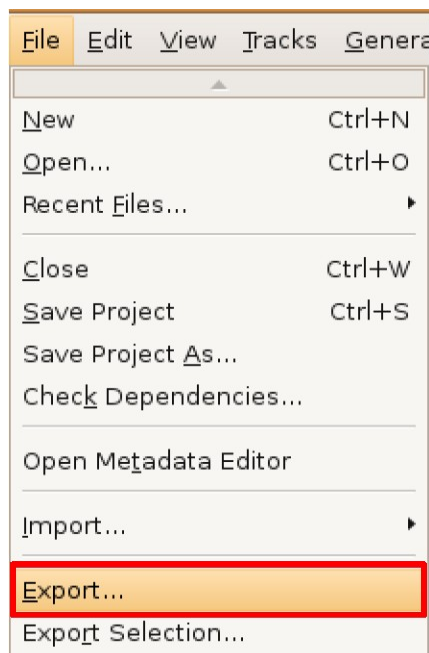 File Edit View Tracks Genera
New Ctrl+N
Open... Ctrl+O
Recent Files...
Close Ctrl+W
Save Project Ctrl+S
Save Project As...
Check Dependencies...
Open Metadata Editor
Import...
Export...
Export Selection...